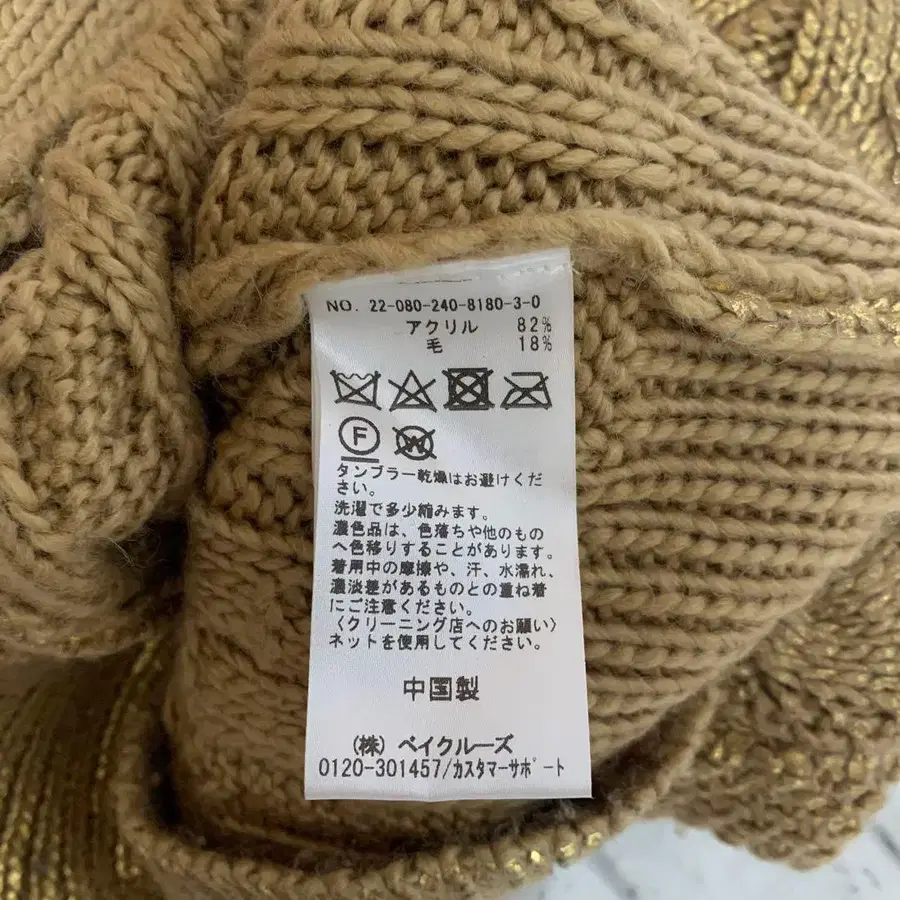 NO. 22-080-240-8180-3-0
アクリル 82%
毛 18%
F
W
タンブラー乾燥はお避けくだ
さい。
洗濯で多少縮みます。
濃色品は、色落ちや他のもの
へ色移りすることがあります。
着用中の摩擦や、汗、水濡れ、
濃淡差があるものとの重ね着
にご注意ください。
〈クリーニング店へのお願い〉
ネットを使用してください。
中国製
(株) ベイクルーズ
0120-301457/カスタマーサポート